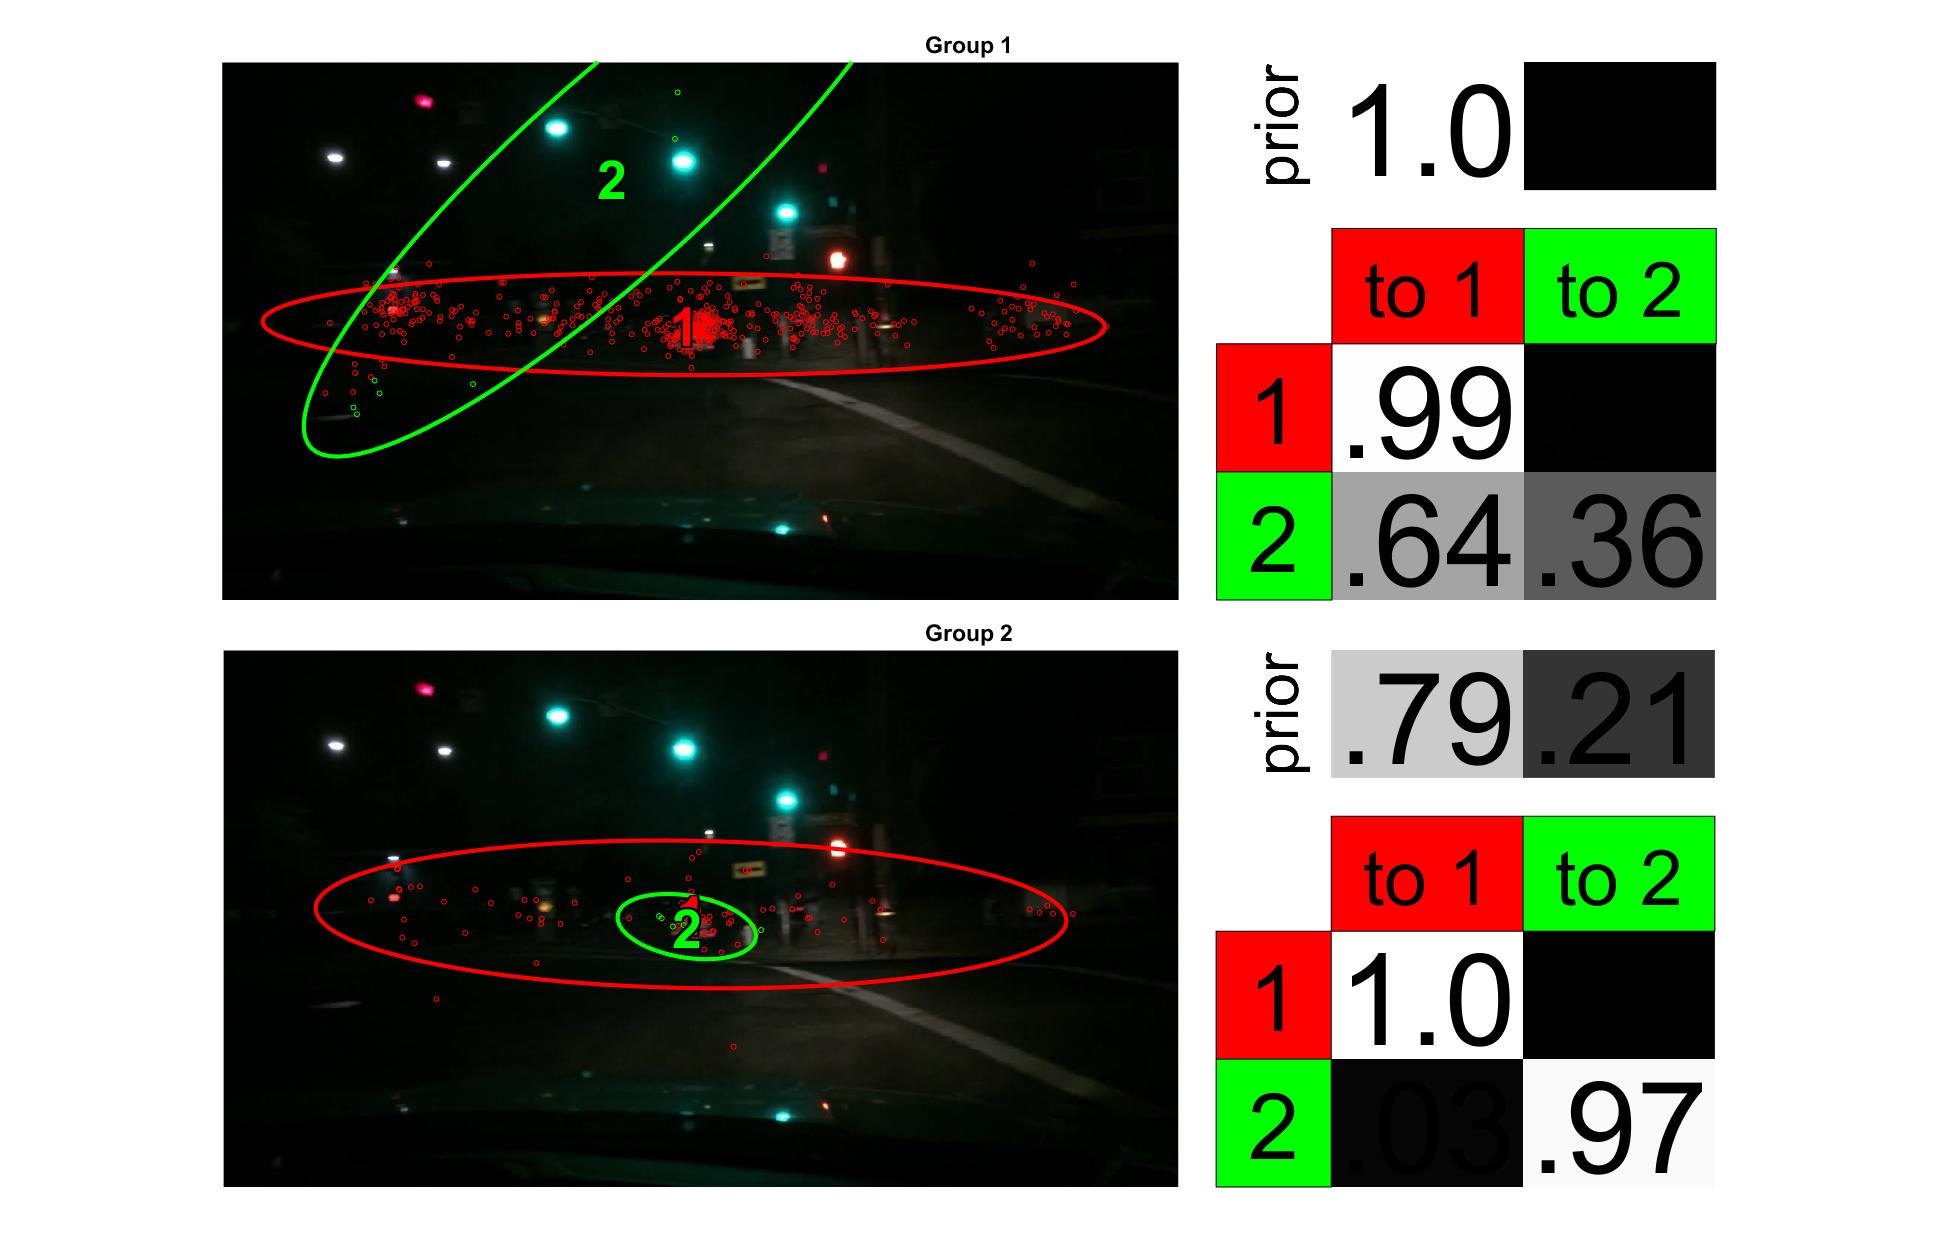 Group 1
2
1
prior
1.0
to 1 to 2
1 .99
2 .64 .36
Group 2
2
prior
.79 .21
to 1 to 2
1 1.0
2 .03 .97